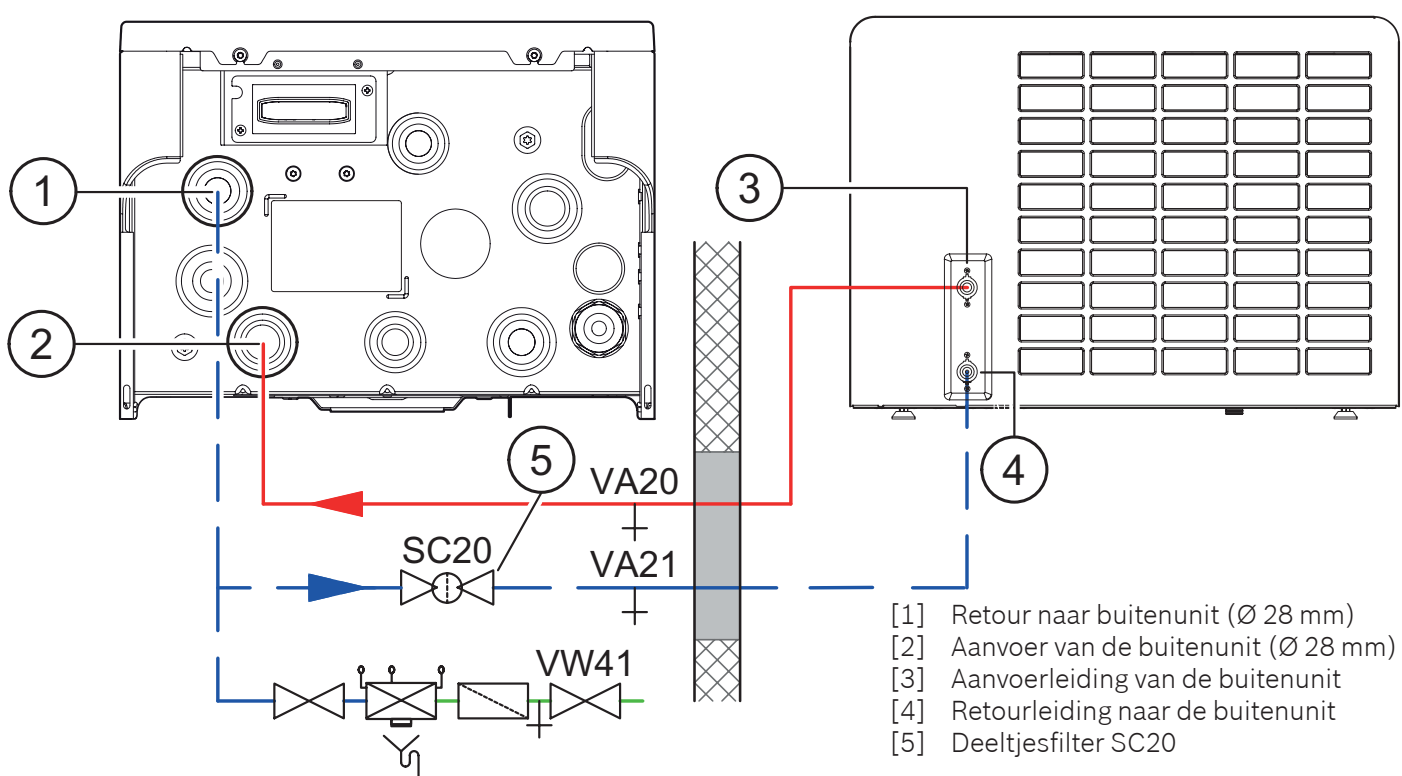 1
2
3
4
5
VA20
SC20
VA21
VW41
[1] Retour naar buitenunit (Ø 28 mm)
[2] Aanvoer van de buitenunit (Ø 28 mm)
[3] Aanvoerleiding van de buitenunit
[4] Retourleiding naar de buitenunit
[5] Deeltjesfilter SC20